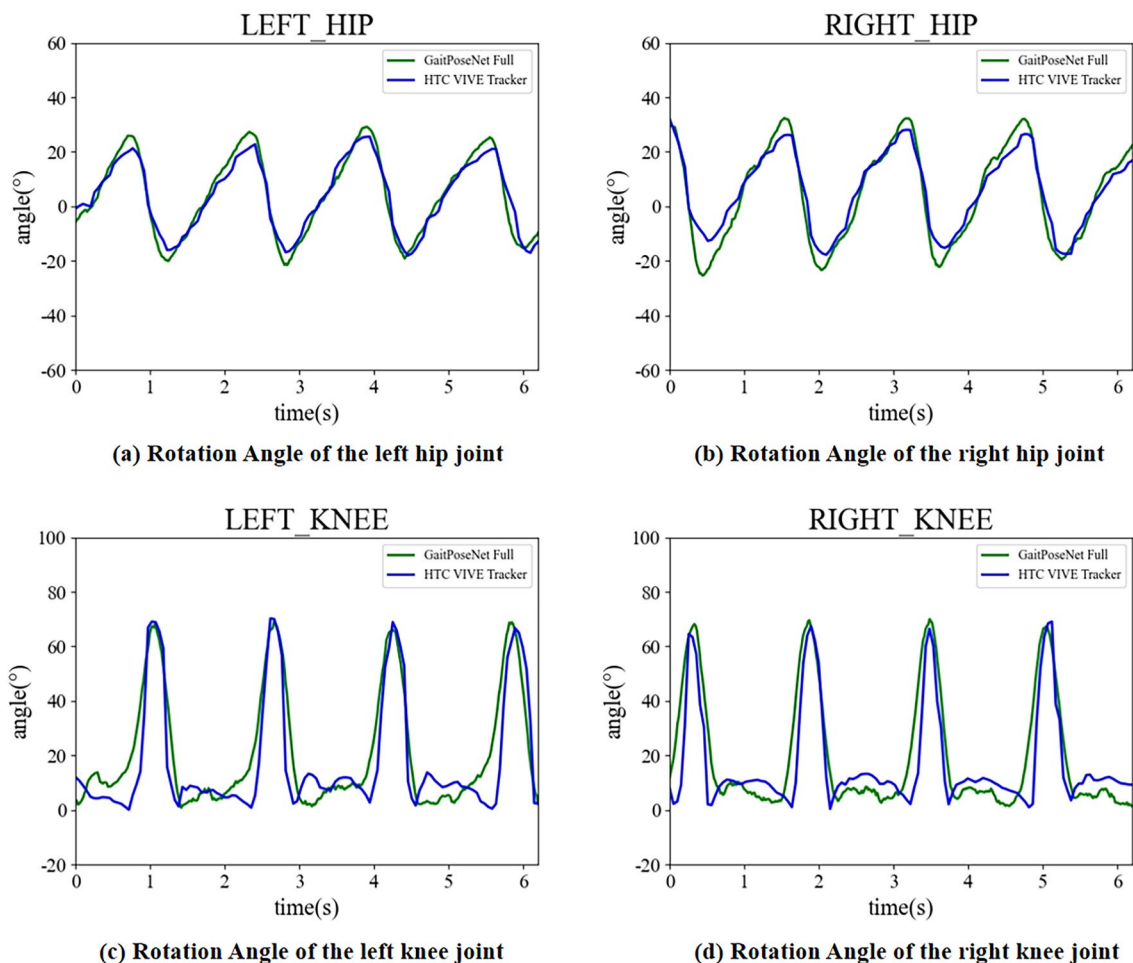 LEFT_HIP
60
40
20
0
-20
-40
-60
angle(°)
GaitPoseNet Full
HTC VIVE Tracker
0 1 2 3 4 5 6
time(s)
(a) Rotation Angle of the left hip joint
RIGHT_HIP
60
40
20
0
-20
-40
-60
angle(°)
GaitPoseNet Full
HTC VIVE Tracker
0 1 2 3 4 5 6
time(s)
(b) Rotation Angle of the right hip joint
LEFT_KNEE
100
80
60
40
20
0
-20
angle(°)
GaitPoseNet Full
HTC VIVE Tracker
0 1 2 3 4 5 6
time(s)
(c) Rotation Angle of the left knee joint
RIGHT_KNEE
100
80
60
40
20
0
-20
angle(°)
GaitPoseNet Full
HTC VIVE Tracker
0 1 2 3 4 5 6
time(s)
(d) Rotation Angle of the right knee joint